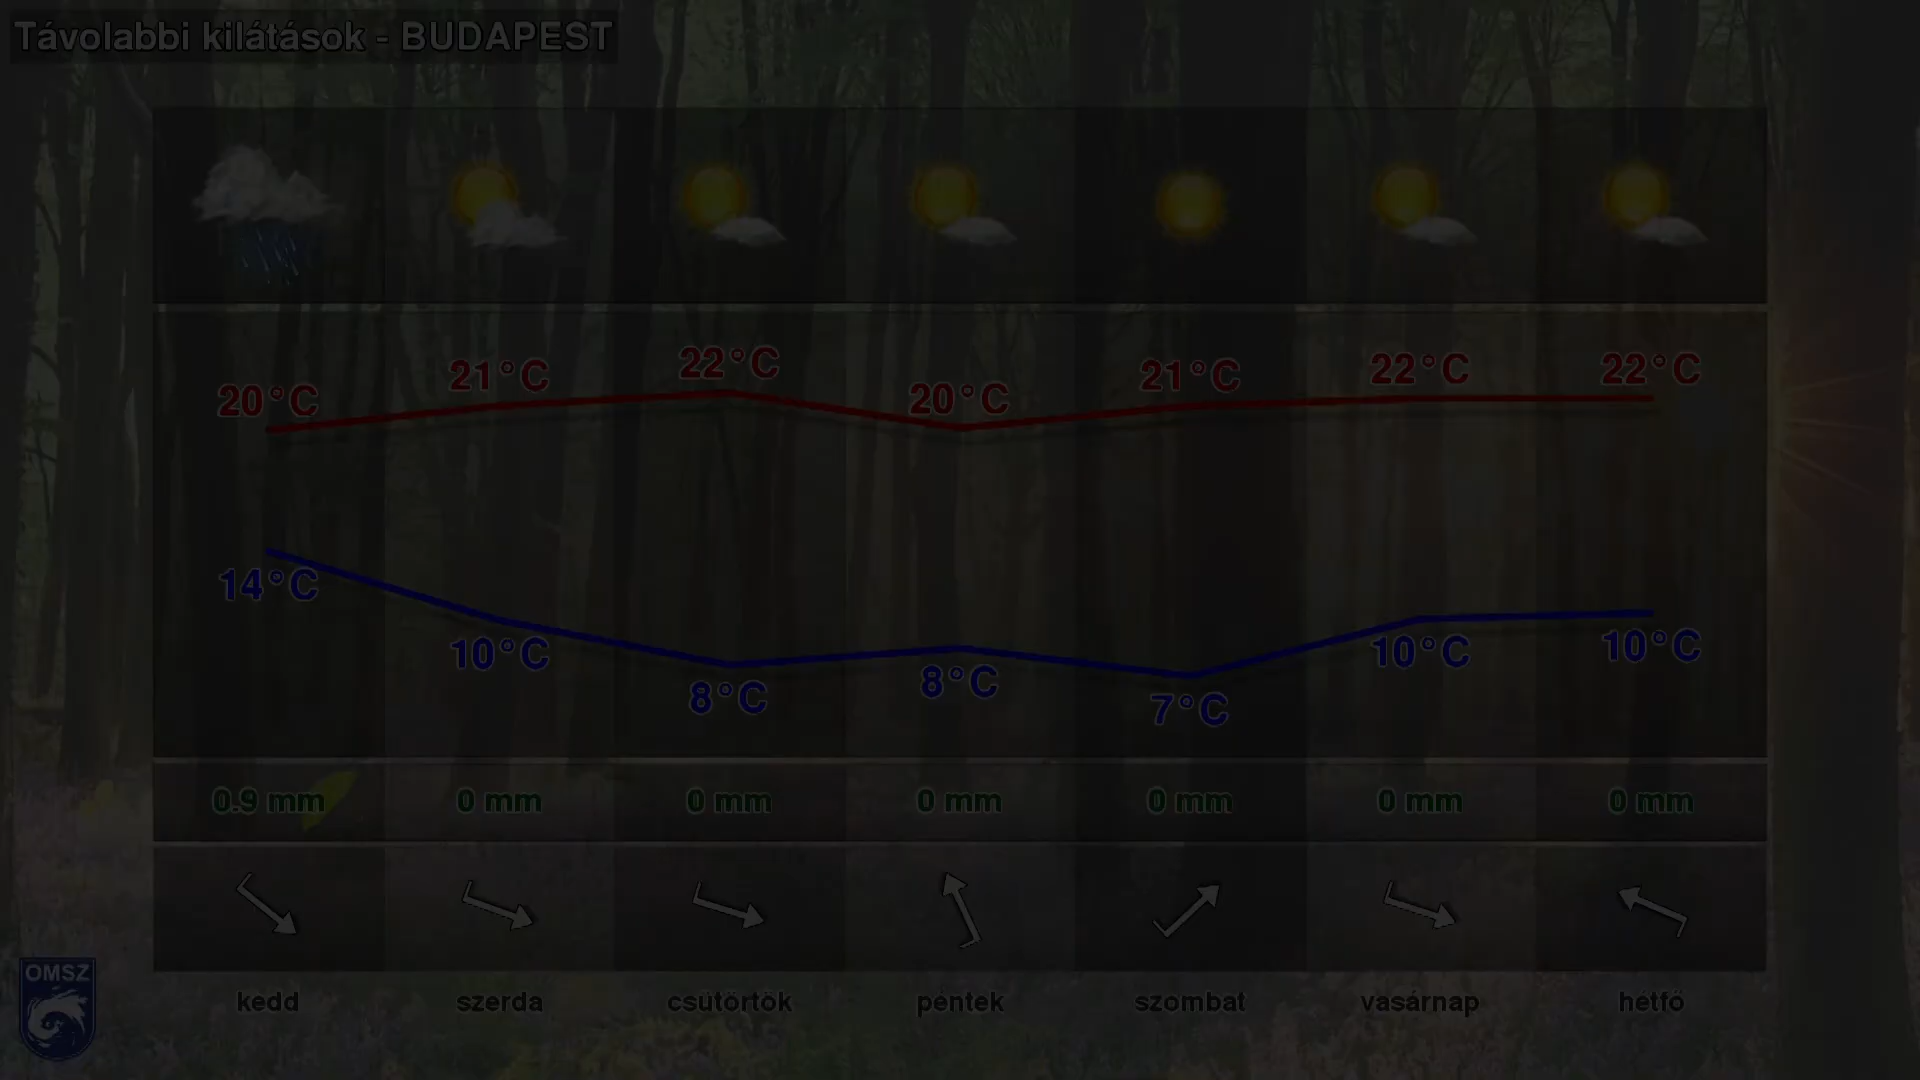 Távolabbi kilátások - BUDAPEST
20°C 21°C 22°C 20°C 21°C 22°C 22°C
14°C 10°C 8°C 8°C 7°C 10°C 10°C
0.9 mm 0 mm 0 mm 0 mm 0 mm 0 mm 0 mm
OMSZ
kedd szerda csütörtök péntek szombat vasárnap hétfő